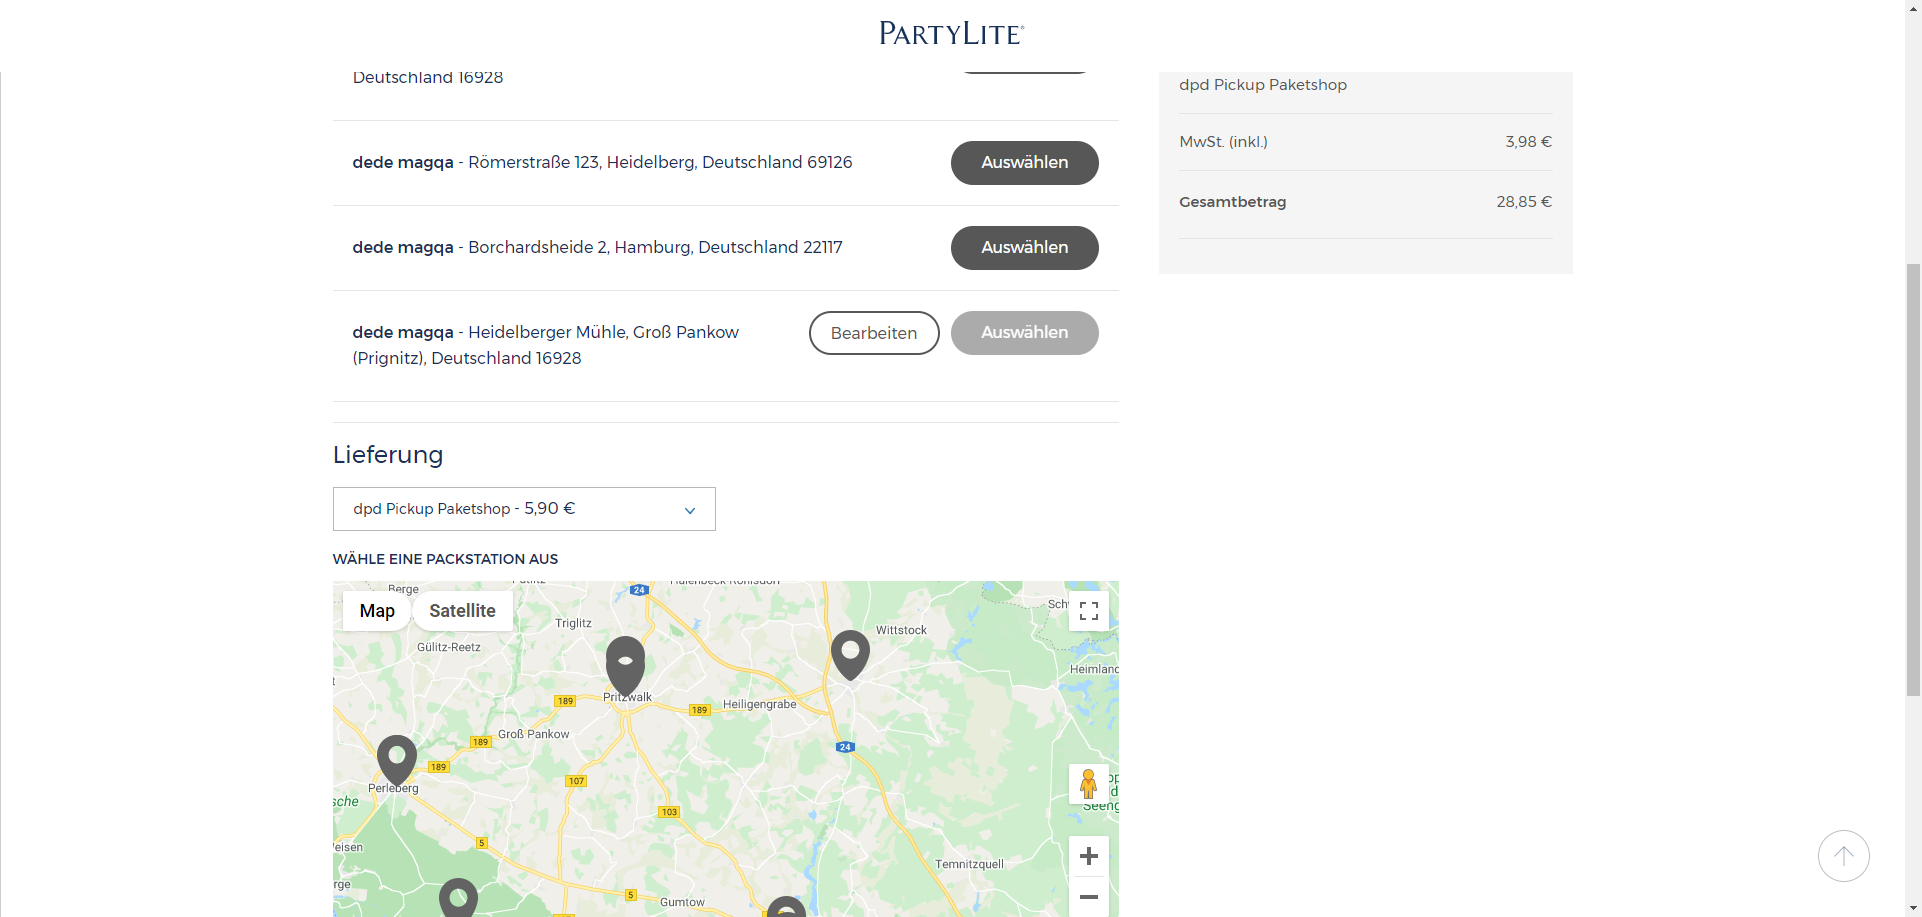 PARTYLITE®
Deutschland 16928
dpd Pickup Paketshop
MwSt. (inkl.) 3,98 €
Gesamtbetrag 28,85 €
dede magqa - Römerstraße 123, Heidelberg, Deutschland 69126
Auswählen
dede magqa - Borchardsheide 2, Hamburg, Deutschland 22117
Auswählen
dede magqa - Heidelberger Mühle, Groß Pankow
(Prignitz), Deutschland 16928
Bearbeiten
Auswählen
Lieferung
dpd Pickup Paketshop - 5,90 €
WÄHLE EINE PACKSTATION AUS
Berge
24
Map
Satellite
Triglitz
Wittstock
Gülitz-Reetz
Heimland
Pritzwalk
189
189
Heiligengrabe
Groß Pankow
189
24
189
107
Perleberg
103
5
Temnitzquell
5
Gumtow